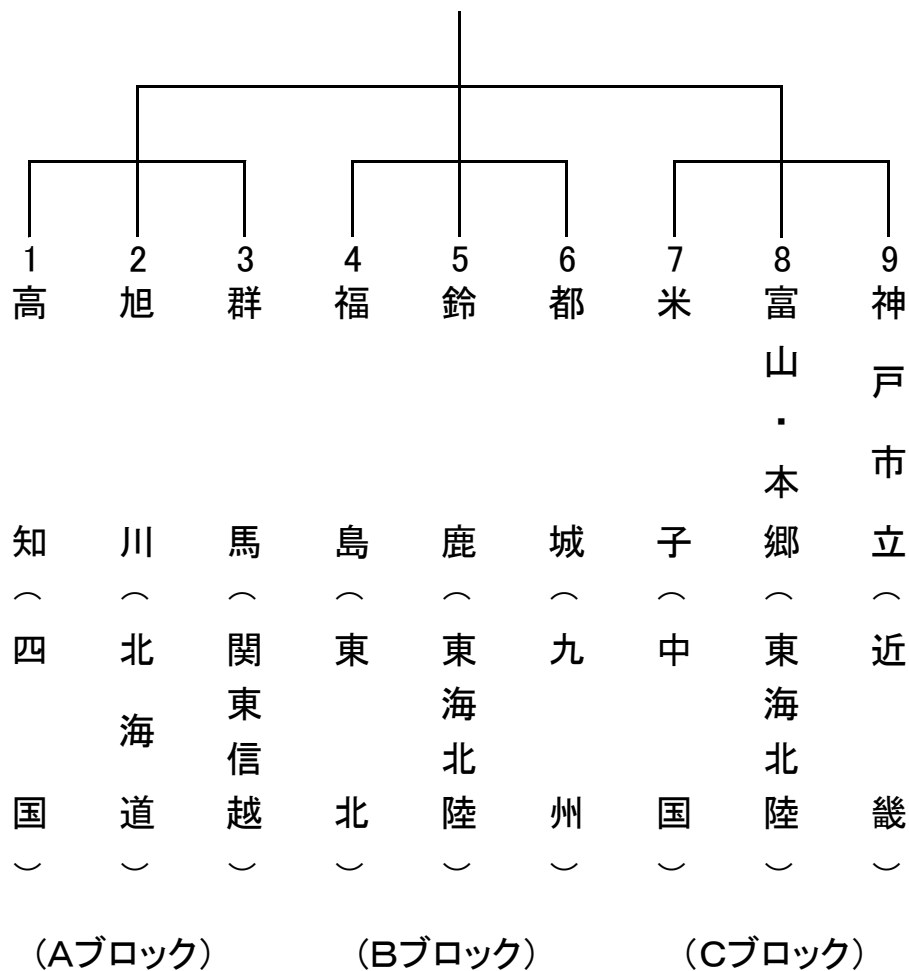 1
高知(四国)
2
旭川(北海道)
3
群馬(関東信越)
4
福島(東北)
5
鈴鹿(東海北陸)
6
都城(九州)
7
米子(中国)
8
富山・本郷(東海北陸)
9
神戸市立(近畿)
(Aブロック)
(Bブロック)
(Cブロック)